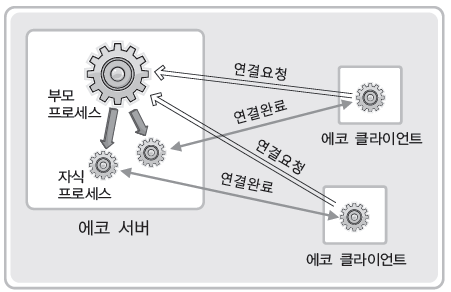 연결요청
부모
프로세스
연결완료
에코 클라이언트
연결요청
자식
프로세스
연결완료
에코 서버
에코 클라이언트